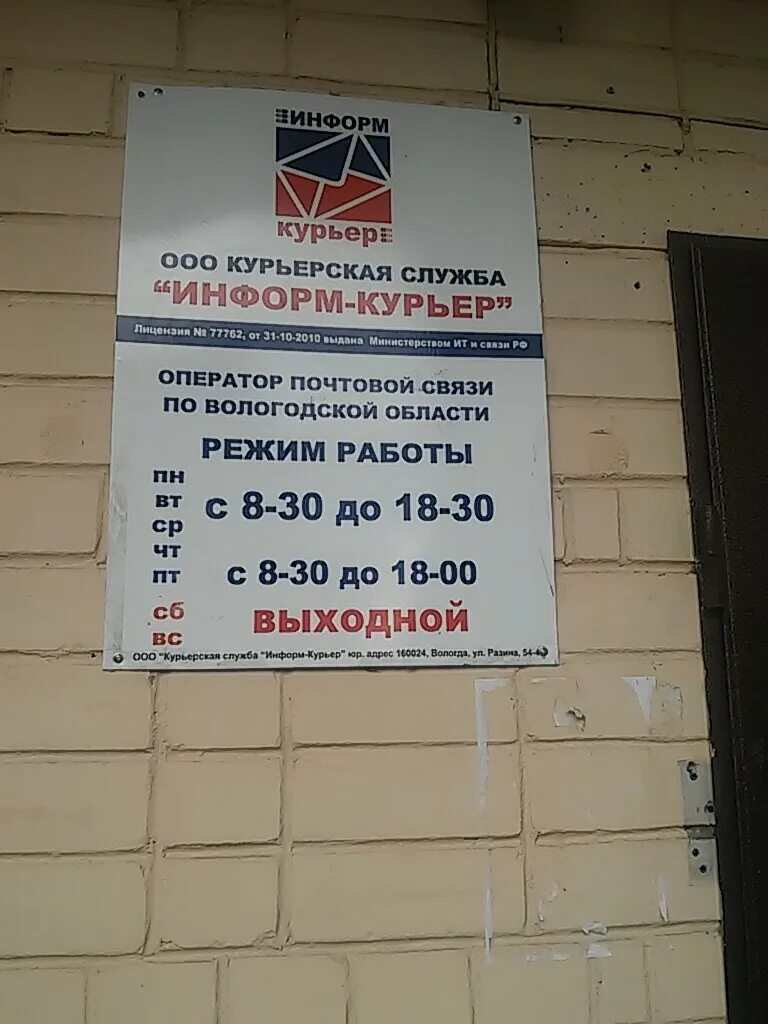 ИНФОРМ
курьер
ООО КУРЬЕРСКАЯ СЛУЖБА
“ИНФОРМ-КУРЬЕР”
Лицензия № 77762, от 31-10-2010 выдана Министерством ИТ и связи РФ
ОПЕРАТОР ПОЧТОВОЙ СВЯЗИ
ПО ВОЛОГОДСКОЙ ОБЛАСТИ
РЕЖИМ РАБОТЫ
пн
вт с 8-30 до 18-30
ср
чт
пт с 8-30 до 18-00
сб ВЫХОДНОЙ
вс
ООО "Курьерская служба "Информ-Курьер" юр. адрес 160024, Вологда, ул. Разина,